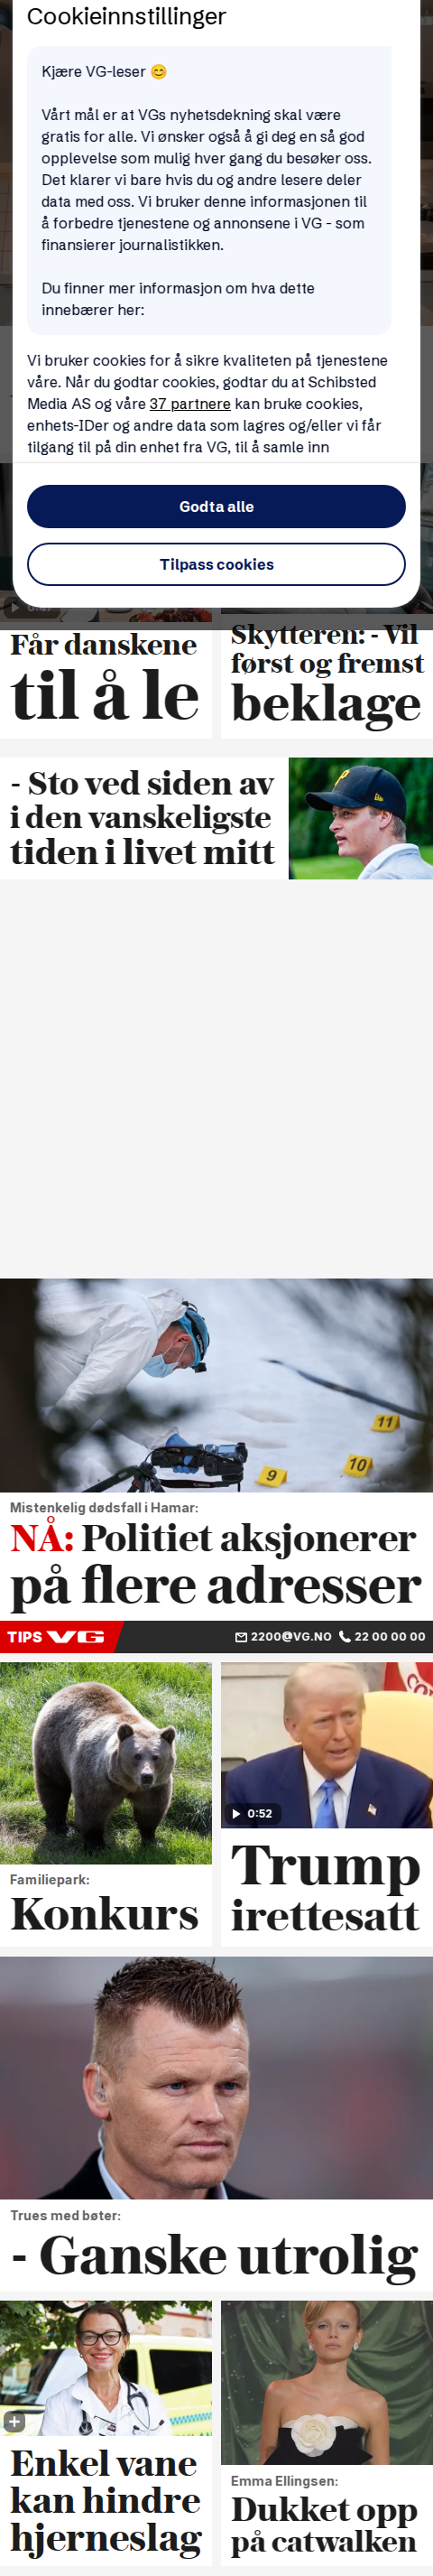 Cookieinnstillinger
Kjære VG-leser 😊
Vårt mål er at VGs nyhetsdekning skal være
gratis for alle. Vi ønsker også å gi deg en så god
opplevelse som mulig hver gang du besøker oss.
Det klarer vi bare hvis du og andre lesere deler
data med oss. Vi bruker denne informasjonen til
å forbedre tjenestene og annonsene i VG - som
finansierer journalistikken.
Du finner mer informasjon om hva dette
innebærer her:
Vi bruker cookies for å sikre kvaliteten på tjenestene
våre. Når du godtar cookies, godtar du at Schibsted
Media AS og våre 37 partnere kan bruke cookies,
enhets-IDer og andre data som lagres og/eller vi får
tilgang til på din enhet fra VG, til å samle inn
Godta alle
Tilpass cookies
Får danskene
til å le
Skytteren: - Vil
først og fremst
beklage
- Sto ved siden av
i den vanskeligste
tiden i livet mitt
11
10
9
Mistenkelig dødsfall i Hamar:
NÅ: Politiet aksjonerer
på flere adresser
TIPS VG 2200@VG.NO 22 00 00 00
Familiepark:
Konkurs
0:52
Trump
irettesatt
Trues med bøter:
- Ganske utrolig
Enkel vane
kan hindre
hjerneslag
Emma Ellingsen:
Dukket opp
på catwalken